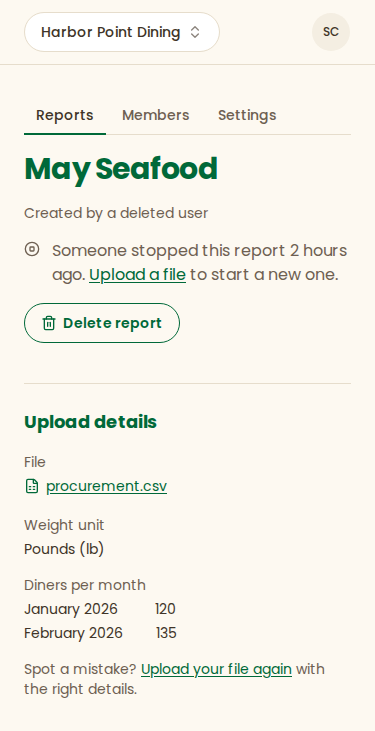 Harbor Point Dining
SC
Reports Members Settings
May Seafood
Created by a deleted user
Someone stopped this report 2 hours
ago. Upload a file to start a new one.
Delete report
Upload details
File
procurement.csv
Weight unit
Pounds (lb)
Diners per month
January 2026 120
February 2026 135
Spot a mistake? Upload your file again with
the right details.